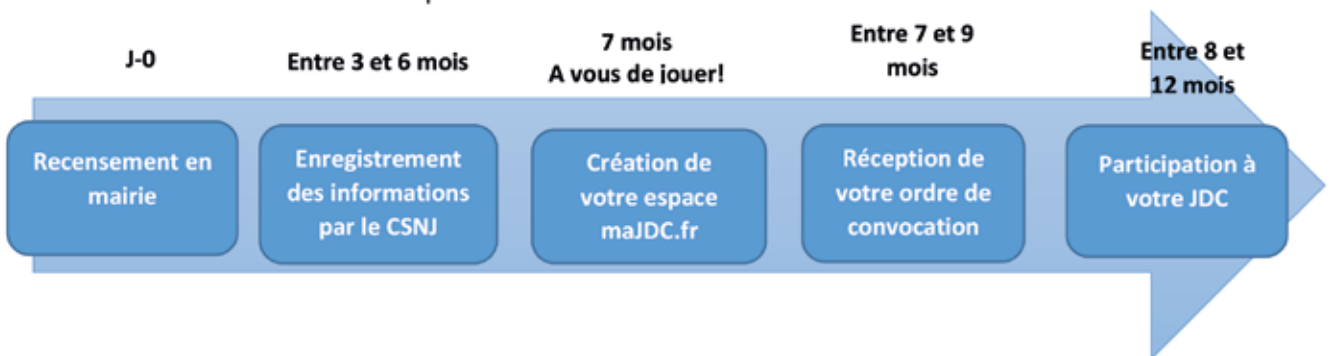 J-0
Entre 3 et 6 mois
7 mois
A vous de jouer!
Entre 7 et 9
mois
Entre 8 et
12 mois
Recensement en
mairie
Enregistrement
des informations
par le CSNJ
Création de
votre espace
maJDC.fr
Réception de
votre ordre de
convocation
Participation à
votre JDC